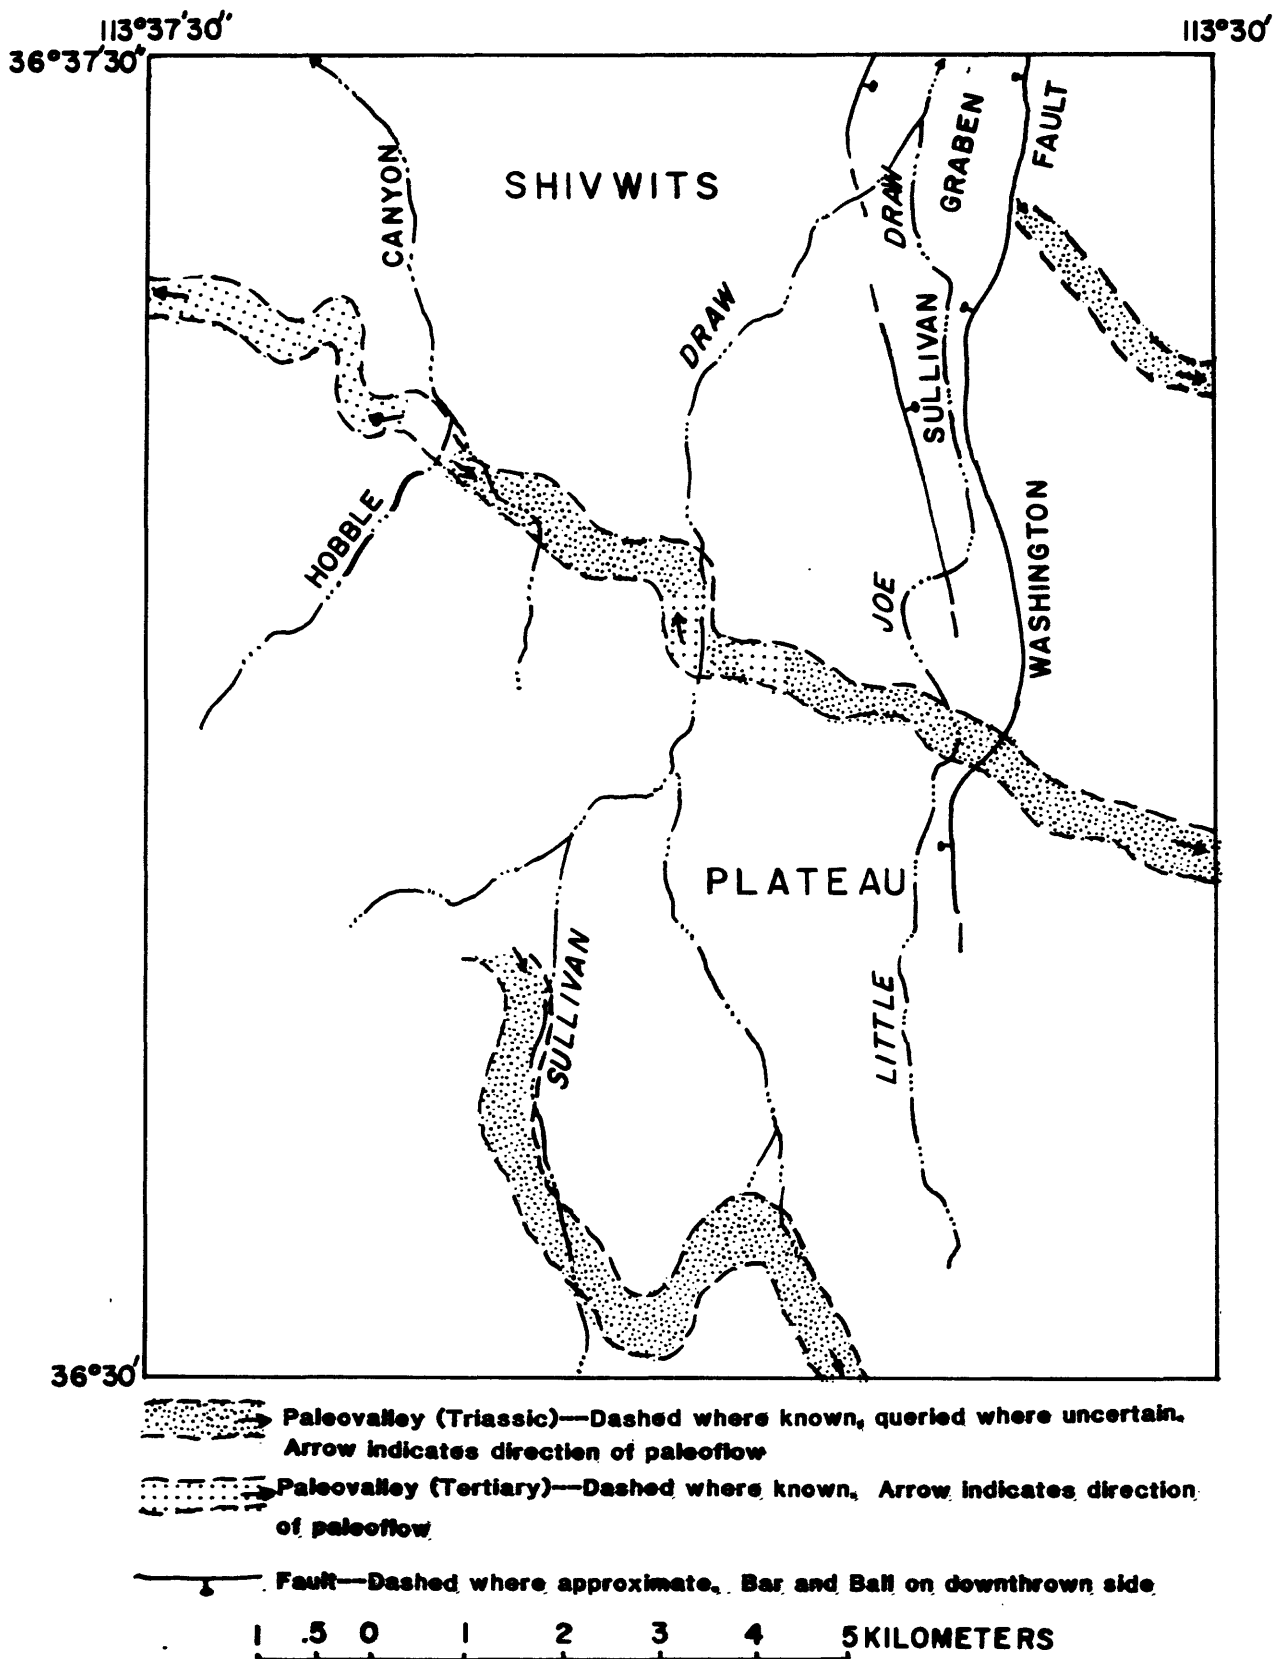 113°37'30"
113°30'
36°37'30"
FAULT
GRABEN
CANYON
SHIVWITS
DRAW
DRAW
SULLIVAN
HOBBLE
WASHINGTON
JOE
PLATEAU
SULLIVAN
LITTLE
36°30'
Paleovalley (Triassic)—Dashed where known, queried where uncertain.
Arrow indicates direction of paleoflow
Paleovalley (Tertiary)—Dashed where known. Arrow indicates direction
of paleoflow
Fault—Dashed where approximate. Bar and Ball on downthrown side
1 .5 0 1 2 3 4 5 KILOMETERS